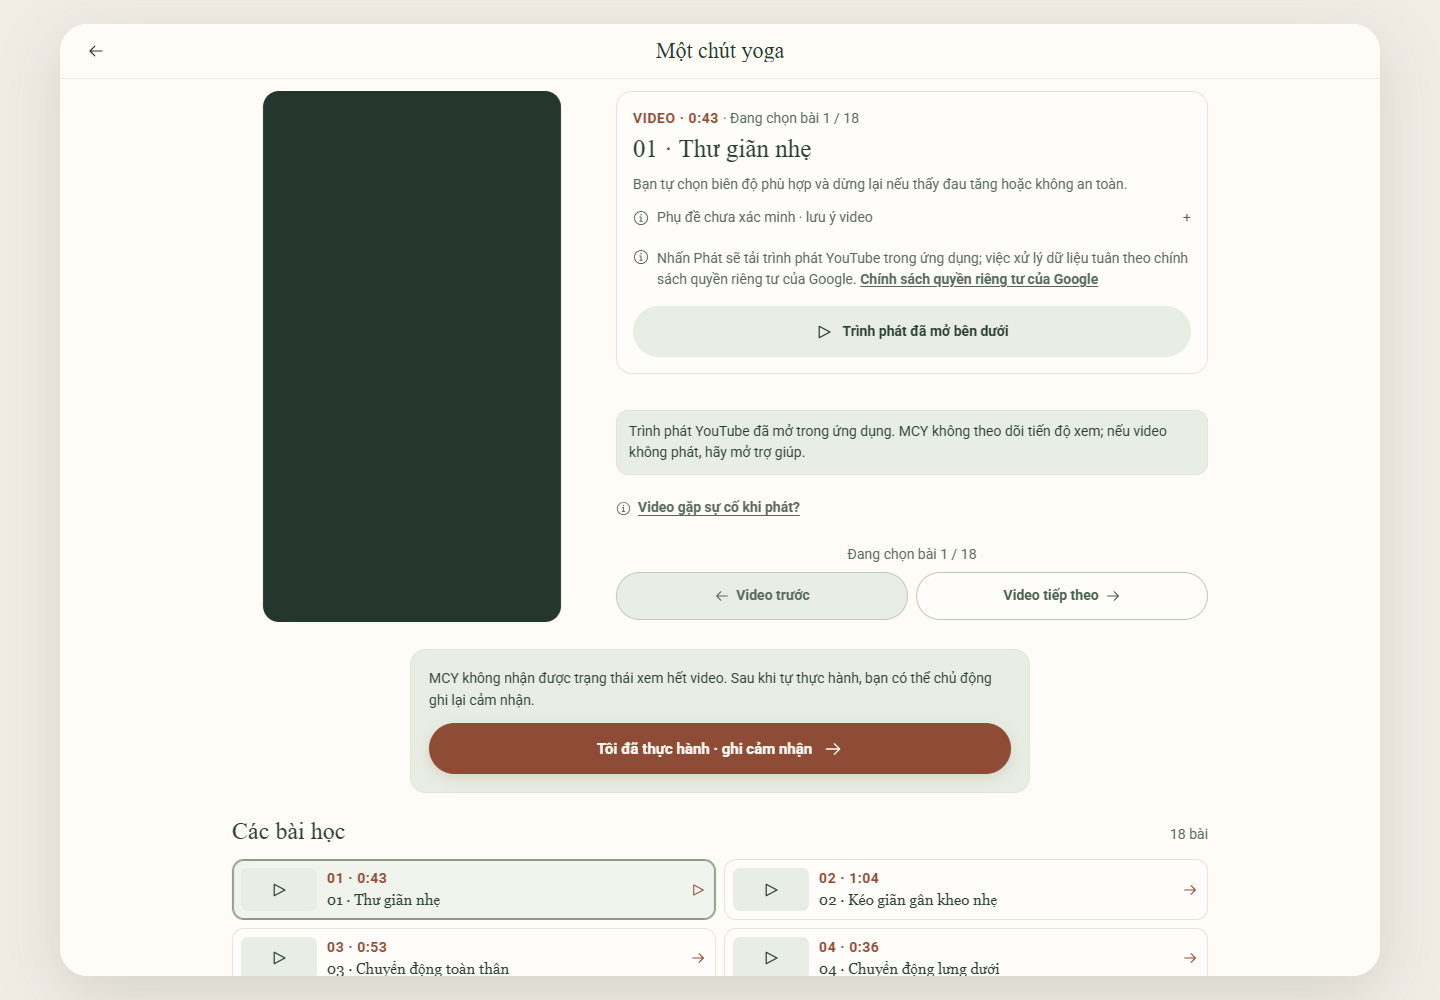 Một chút yoga
VIDEO · 0:43 · Đang chọn bài 1 / 18
01 · Thư giãn nhẹ
Bạn tự chọn biên độ phù hợp và dừng lại nếu thấy đau tăng hoặc không an toàn.
Phụ đề chưa xác minh · lưu ý video +
Nhấn Phát sẽ tải trình phát YouTube trong ứng dụng; việc xử lý dữ liệu tuân theo chính
sách quyền riêng tư của Google. Chính sách quyền riêng tư của Google
Trình phát đã mở bên dưới
Trình phát YouTube đã mở trong ứng dụng. MCY không theo dõi tiến độ xem; nếu video
không phát, hãy mở trợ giúp.
Video gặp sự cố khi phát?
Đang chọn bài 1 / 18
← Video trước
Video tiếp theo →
MCY không nhận được trạng thái xem hết video. Sau khi tự thực hành, bạn có thể chủ động
ghi lại cảm nhận.
Tôi đã thực hành · ghi cảm nhận →
Các bài học
18 bài
01 · 0:43
01 · Thư giãn nhẹ
02 · 1:04
02 · Kéo giãn gân kheo nhẹ
03 · 0:53
03 · Chuyển động toàn thân
04 · 0:36
04 · Chuyển động lưng dưới